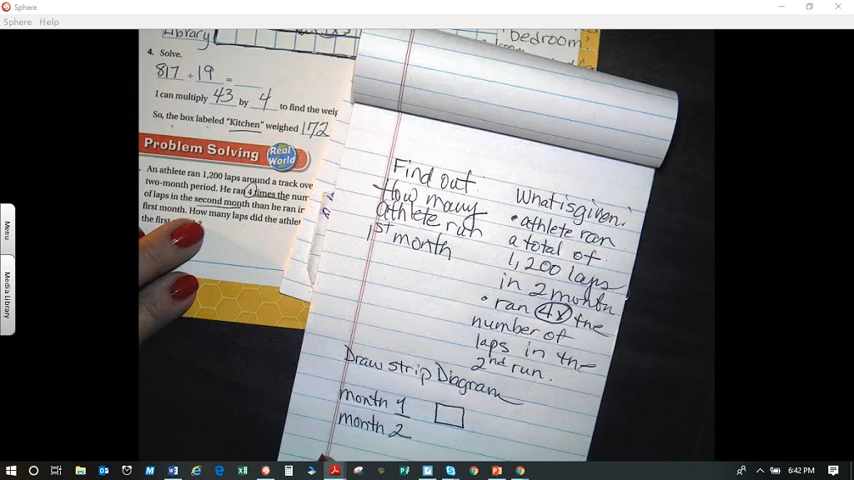 Sphere
Sphere Help
Menu
Media Library
Library
Bedroom
4. Solve.
817 ÷ 19 =
I can multiply 43 by 4 to find the weig
So, the box labeled "Kitchen" weighed 172
Problem Solving
Real
World
An athlete ran 1,200 laps around a track ove
two-month period. He ran 4 times the num
of laps in the second month than he ran in
first month. How many laps did the athle
the first
Find out
How many
athlete run
1st month
What is given:
• athlete ran
a total of
1,200 laps
in 2 month
• ran 4x the
number of
laps in the
2nd run.
Draw strip Diagram
month 1
month 2
6:42 PM